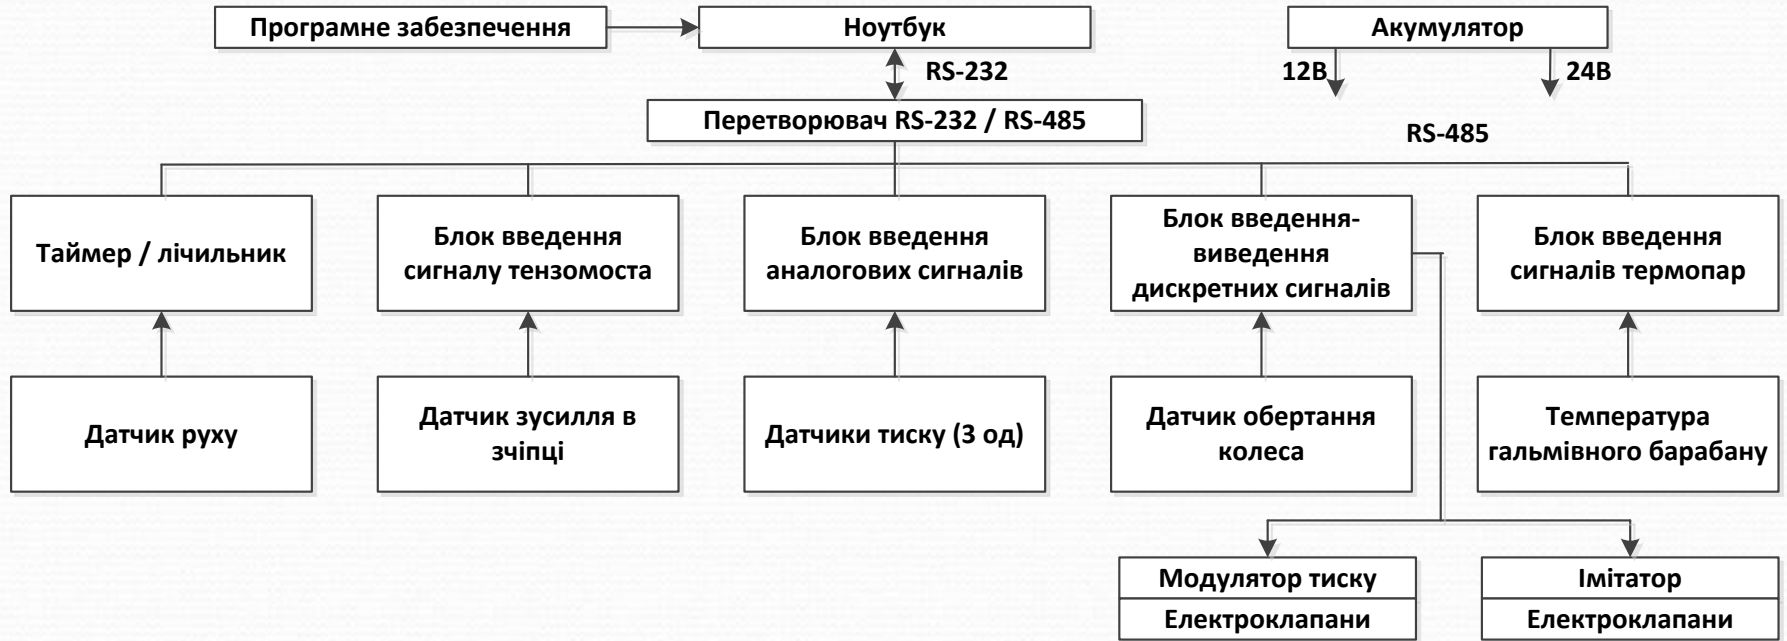 Програмне забезпечення
Ноутбук
Акумулятор
RS-232
12В
24В
Перетворювач RS-232 / RS-485
RS-485
Таймер / лічильник
Блок введення
сигналу тензомоста
Блок введення
аналогових сигналів
Блок введення-
виведення
дискретних сигналів
Блок введення
сигналів термопар
Датчик руху
Датчик зусилля в
зчіпці
Датчики тиску (3 од)
Датчик обертання
колеса
Температура
гальмівного барабану
Модулятор тиску
Електроклапани
Імітатор
Електроклапани